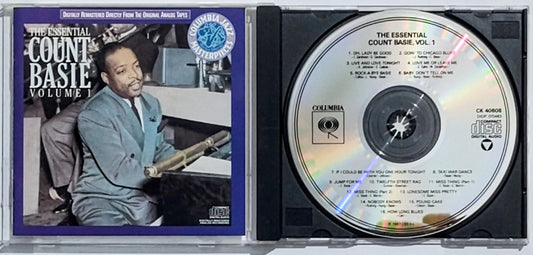 DIGITALLY REMASTERED DIRECTLY FROM THE ORIGINAL ANALOG TAPES
COLUMBIA JAZZ
MASTERPIECES
THE ESSENTIAL
COUNT
BASIE
VOLUME 1
COMPACT
disc
DIGITAL AUDIO
THE ESSENTIAL
COUNT BASIE, VOL. 1
1. OH, LADY BE GOOD
2. GOIN' TO CHICAGO BLUES
3. LIVE AND LOVE TONIGHT
4. LOVE ME OR LEAVE ME
5. ROCK-A-BYE BASIE
6. BABY DON'T TELL ON ME
COLUMBIA
CK 40608
COMPACT
disc
DIGITAL AUDIO
7. IF I COULD BE WITH YOU ONE HOUR TONIGHT
8. TAXI WAR DANCE
9. JUMP FOR ME
10. TWELFTH STREET RAG
11. MISS THING (Part 1)
12. MISS THING (Part 2)
13. LONESOME MISS PRETTY
14. NOBODY KNOWS
15. POUND CAKE
16. HOW LONG BLUES